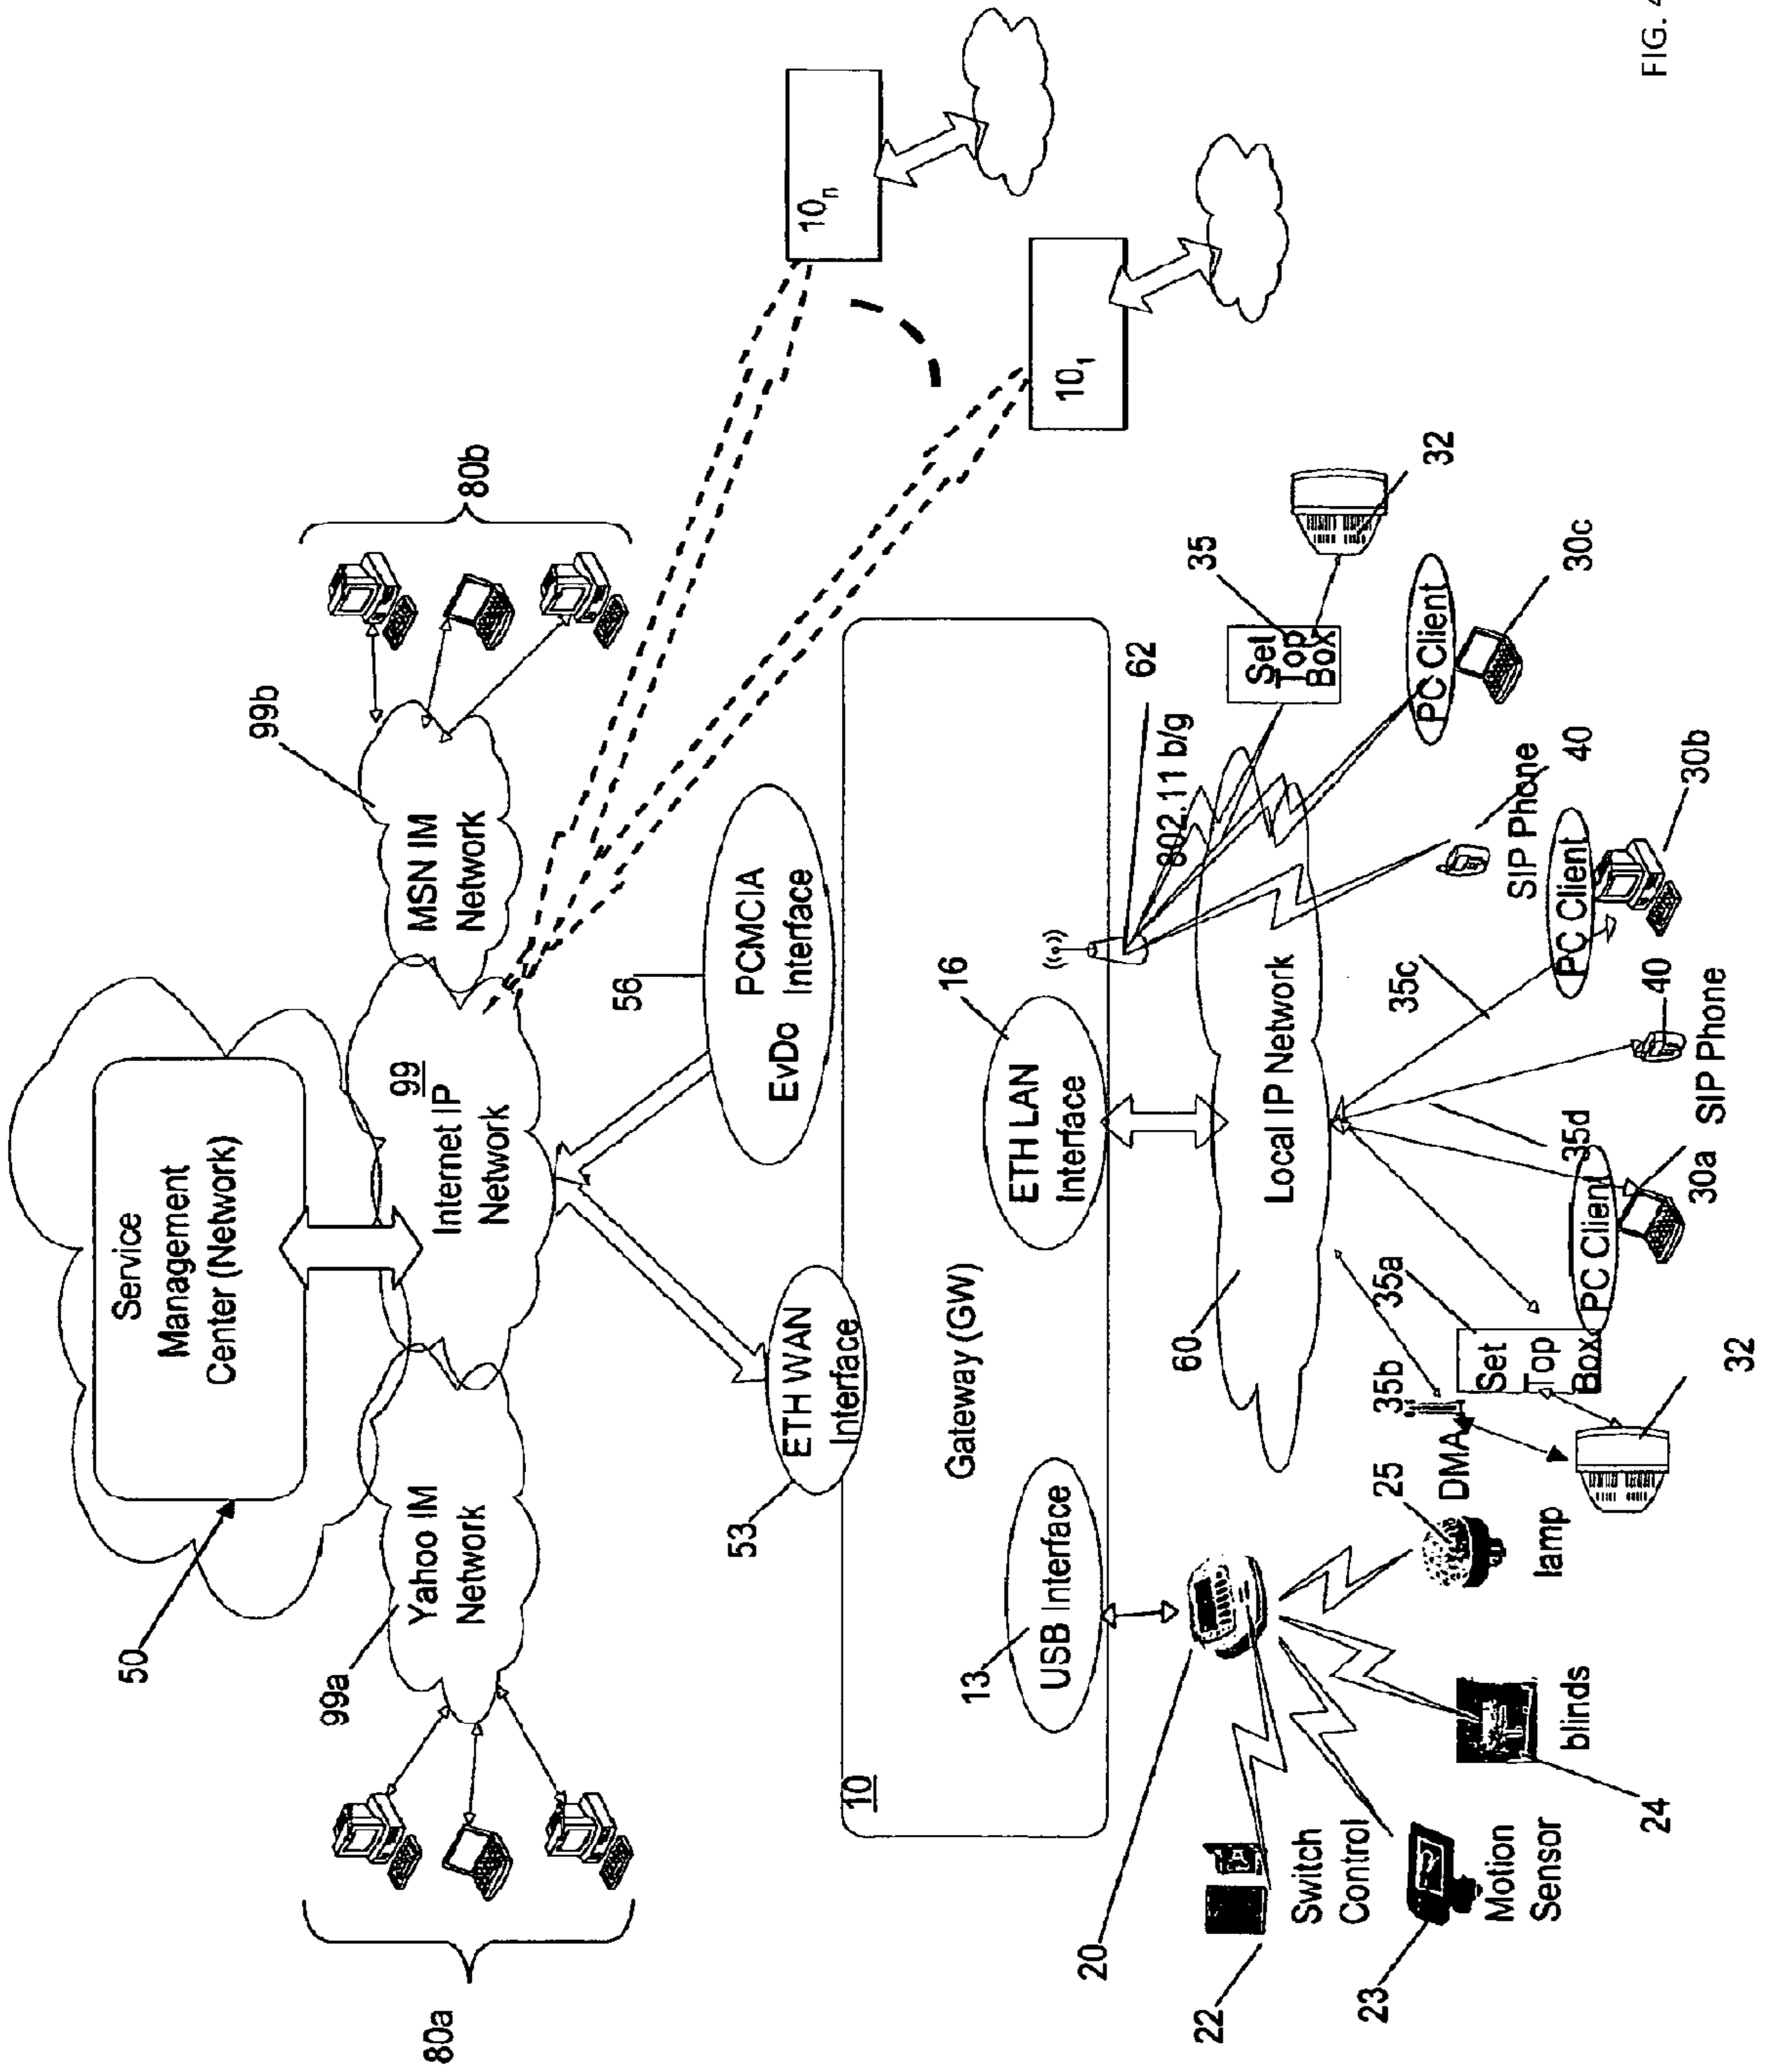 80a
80b
99a
Yahoo IM
Network
50
Service
Management
Center (Network)
99
Internet IP
Network
99b
MSN IM
Network
53
ETH WAN
Interface
56
PCMCIA
EvDo Interface
10
Gateway (GW)
13
USB Interface
16
ETH LAN
Interface
62
802.11 b/g
10n
101
60
Local IP Network
20
22
Switch
Control
23
Motion
Sensor
24
blinds
25
lamp
DMA
35b
35a
Set
Top
Box
32
PC Client
30a
35d
SIP Phone
40
35c
PC Client
30b
SIP Phone
40
PC Client
30c
35
Set
Top
Box
32
FIG. 4